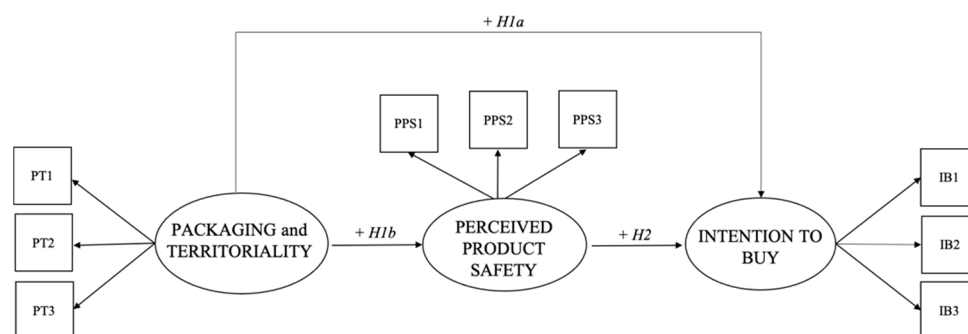 + H1a
PPS1
PPS2
PPS3
PT1
PT2
PT3
PACKAGING and
TERRITORIALITY
+ H1b
PERCEIVED
PRODUCT
SAFETY
+ H2
INTENTION TO
BUY
IB1
IB2
IB3